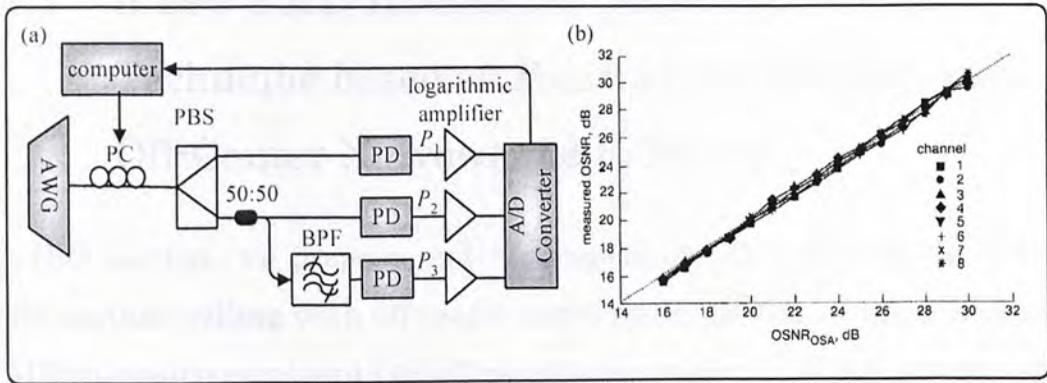 (a)
computer
PBS
PC
AWG
50:50
BPF
PD
PD
PD
P1
P2
P3
logarithmic
amplifier
A/D
Converter
(b)
measured OSNR, dB
32
30
28
26
24
22
20
18
16
14
14 16 18 20 22 24 26 28 30 32
OSNROSA, dB
channel
1
2
3
4
5
6
7
8